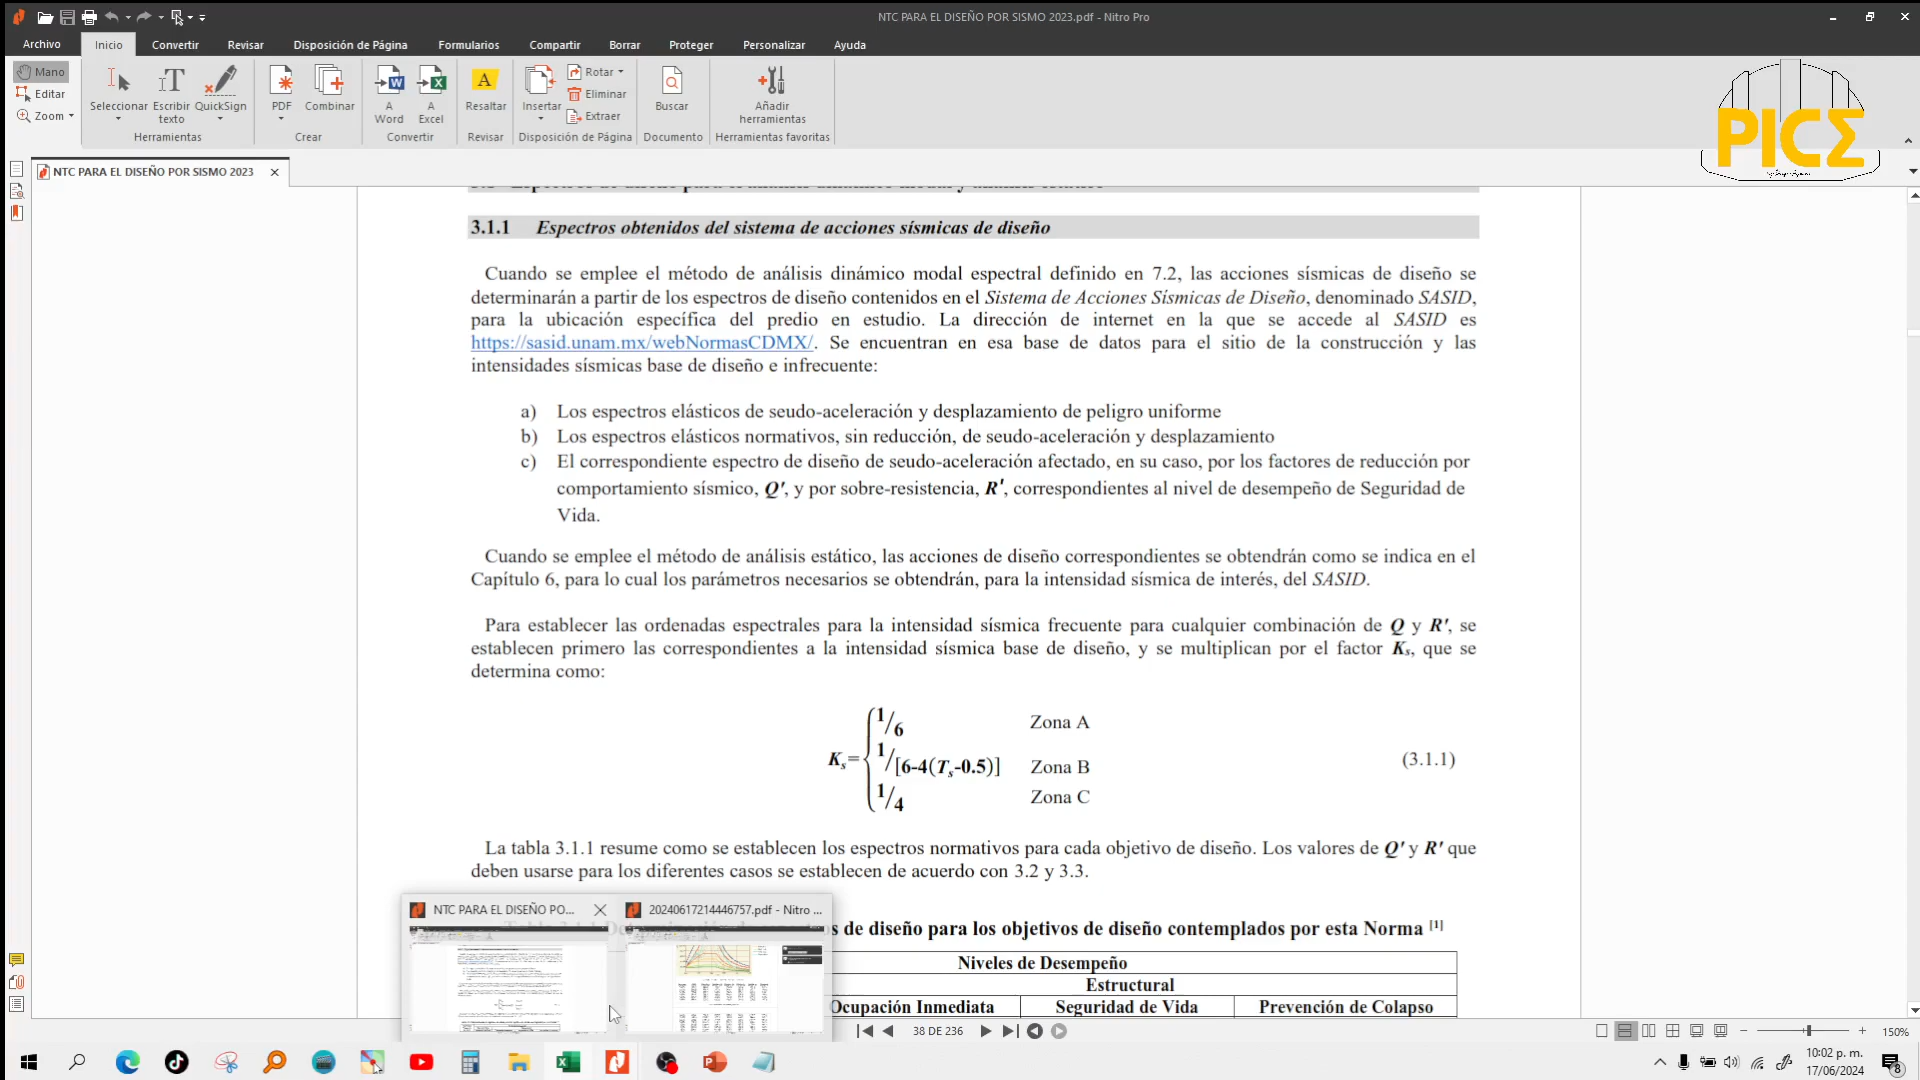 NTC PARA EL DISEÑO POR SISMO 2023.pdf - Nitro Pro
Archivo Inicio Convertir Revisar Disposición de Página Formularios Compartir Borrar Proteger Personalizar Ayuda
Mano
Editar
Zoom
Seleccionar
Escribir texto
QuickSign
Herramientas
PDF
Combinar
Crear
A Word
A Excel
Convertir
Resaltar
Revisar
Insertar
Rotar
Eliminar
Extraer
Disposición de Página
Buscar
Documento
Añadir herramientas
Herramientas favoritas
PICE
NTC PARA EL DISEÑO POR SISMO 2023
3.1.1 Espectros obtenidos del sistema de acciones sísmicas de diseño
Cuando se emplee el método de análisis dinámico modal espectral definido en 7.2, las acciones sísmicas de diseño se
determinarán a partir de los espectros de diseño contenidos en el Sistema de Acciones Sísmicas de Diseño, denominado SASID,
para la ubicación específica del predio en estudio. La dirección de internet en la que se accede al SASID es
https://sasid.unam.mx/webNormasCDMX/. Se encuentran en esa base de datos para el sitio de la construcción y las
intensidades sísmicas base de diseño e infrecuente:
a) Los espectros elásticos de seudo-aceleración y desplazamiento de peligro uniforme
b) Los espectros elásticos normativos, sin reducción, de seudo-aceleración y desplazamiento
c) El correspondiente espectro de diseño de seudo-aceleración afectado, en su caso, por los factores de reducción por
comportamiento sísmico, Q', y por sobre-resistencia, R', correspondientes al nivel de desempeño de Seguridad de
Vida.
Cuando se emplee el método de análisis estático, las acciones de diseño correspondientes se obtendrán como se indica en el
Capítulo 6, para lo cual los parámetros necesarios se obtendrán, para la intensidad sísmica de interés, del SASID.
Para establecer las ordenadas espectrales para la intensidad sísmica frecuente para cualquier combinación de Q y R', se
establecen primero las correspondientes a la intensidad sísmica base de diseño, y se multiplican por el factor Ks, que se
determina como:
1/6 Zona A
Ks= 1/[6-4(Ts-0.5)] Zona B (3.1.1)
1/4 Zona C
La tabla 3.1.1 resume como se establecen los espectros normativos para cada objetivo de diseño. Los valores de Q' y R' que
deben usarse para los diferentes casos se establecen de acuerdo con 3.2 y 3.3.
NTC PARA EL DISEÑO PO...
20240617214446757.pdf - Nitro ...
s de diseño para los objetivos de diseño contemplados por esta Norma [1]
Niveles de Desempeño
Estructural
Ocupación Inmediata Seguridad de Vida Prevención de Colapso
38 DE 236
150%
10:02 p. m.
17/06/2024
8